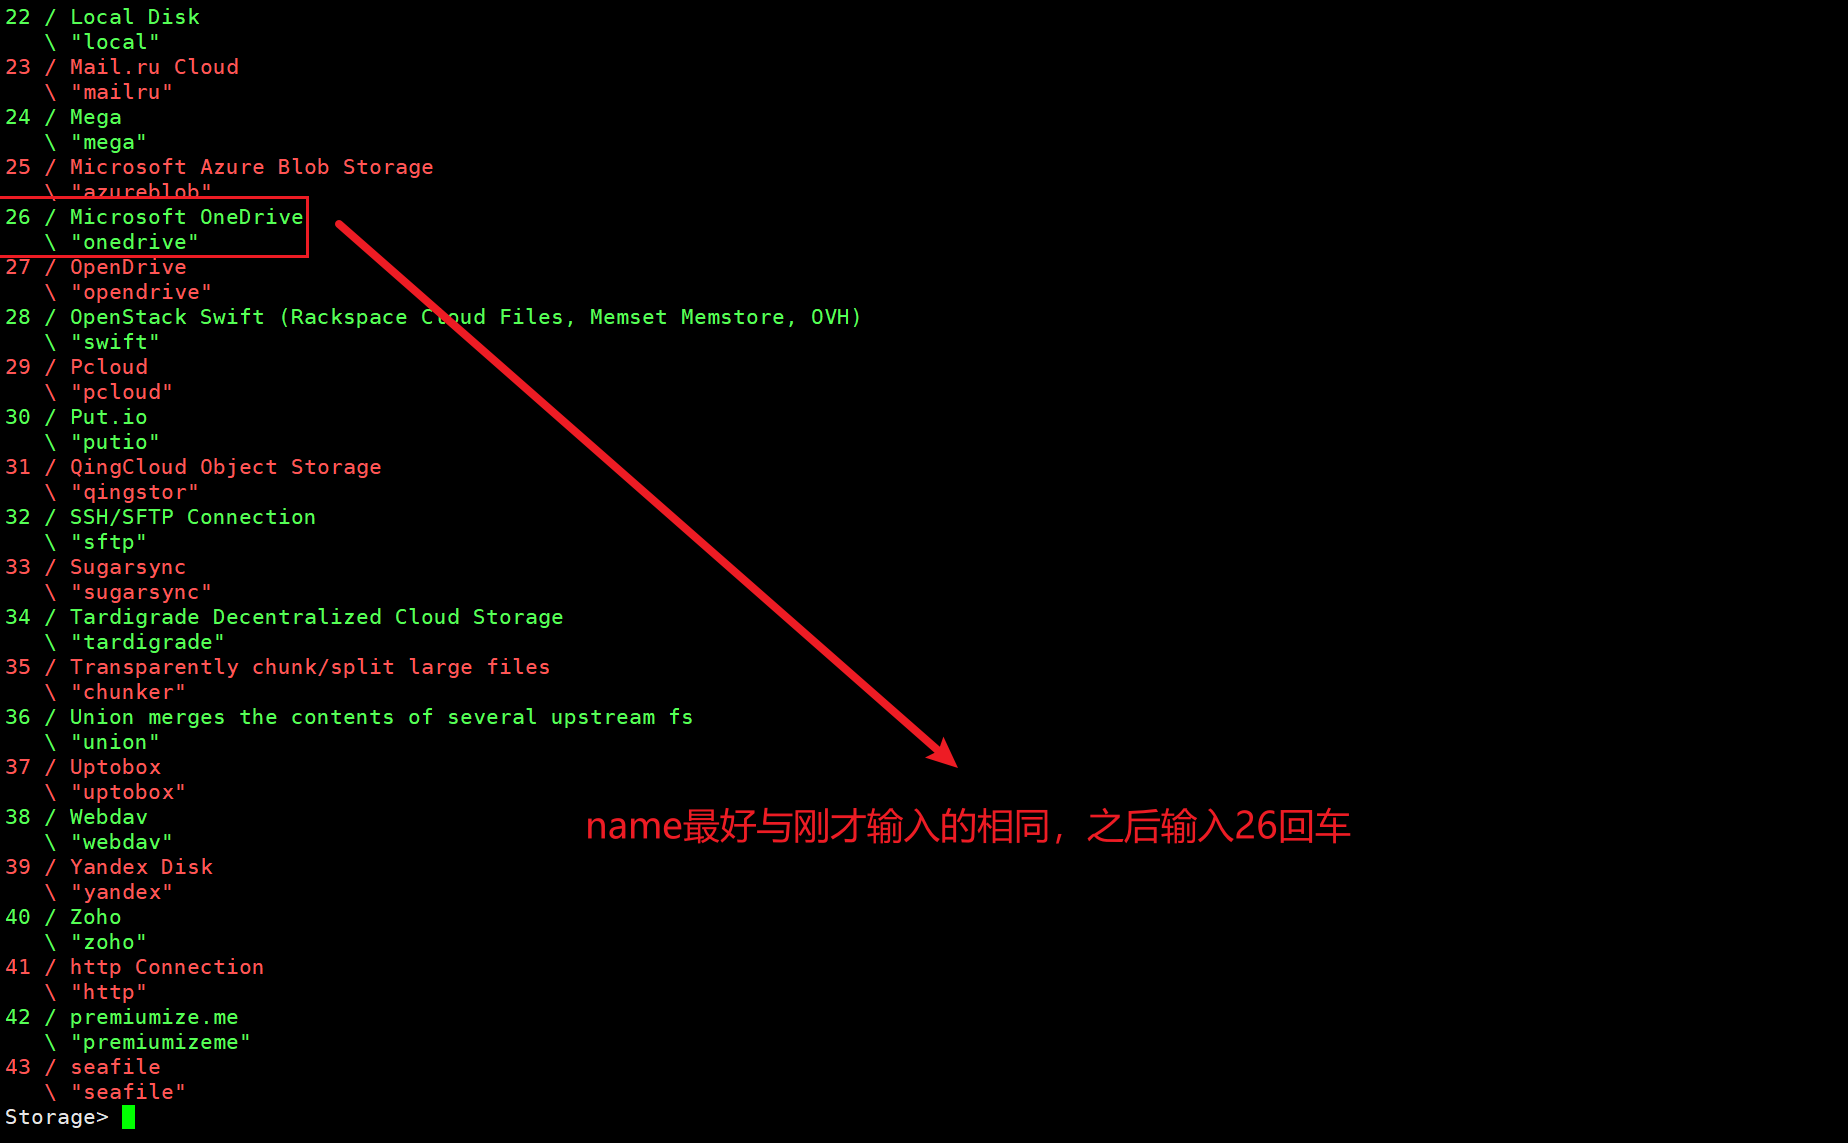 22 / Local Disk
\ "local"
23 / Mail.ru Cloud
\ "mailru"
24 / Mega
\ "mega"
25 / Microsoft Azure Blob Storage
\ "azureblob"
26 / Microsoft OneDrive
\ "onedrive"
27 / OpenDrive
\ "opendrive"
28 / OpenStack Swift (Rackspace Cloud Files, Memset Memstore, OVH)
\ "swift"
29 / Pcloud
\ "pcloud"
30 / Put.io
\ "putio"
31 / QingCloud Object Storage
\ "qingstor"
32 / SSH/SFTP Connection
\ "sftp"
33 / Sugarsync
\ "sugarsync"
34 / Tardigrade Decentralized Cloud Storage
\ "tardigrade"
35 / Transparently chunk/split large files
\ "chunker"
36 / Union merges the contents of several upstream fs
\ "union"
37 / Uptobox
\ "uptobox"
38 / Webdav
\ "webdav"
name最好与刚才输入的相同，之后输入26回车
39 / Yandex Disk
\ "yandex"
40 / Zoho
\ "zoho"
41 / http Connection
\ "http"
42 / premiumize.me
\ "premiumizeme"
43 / seafile
\ "seafile"
Storage>